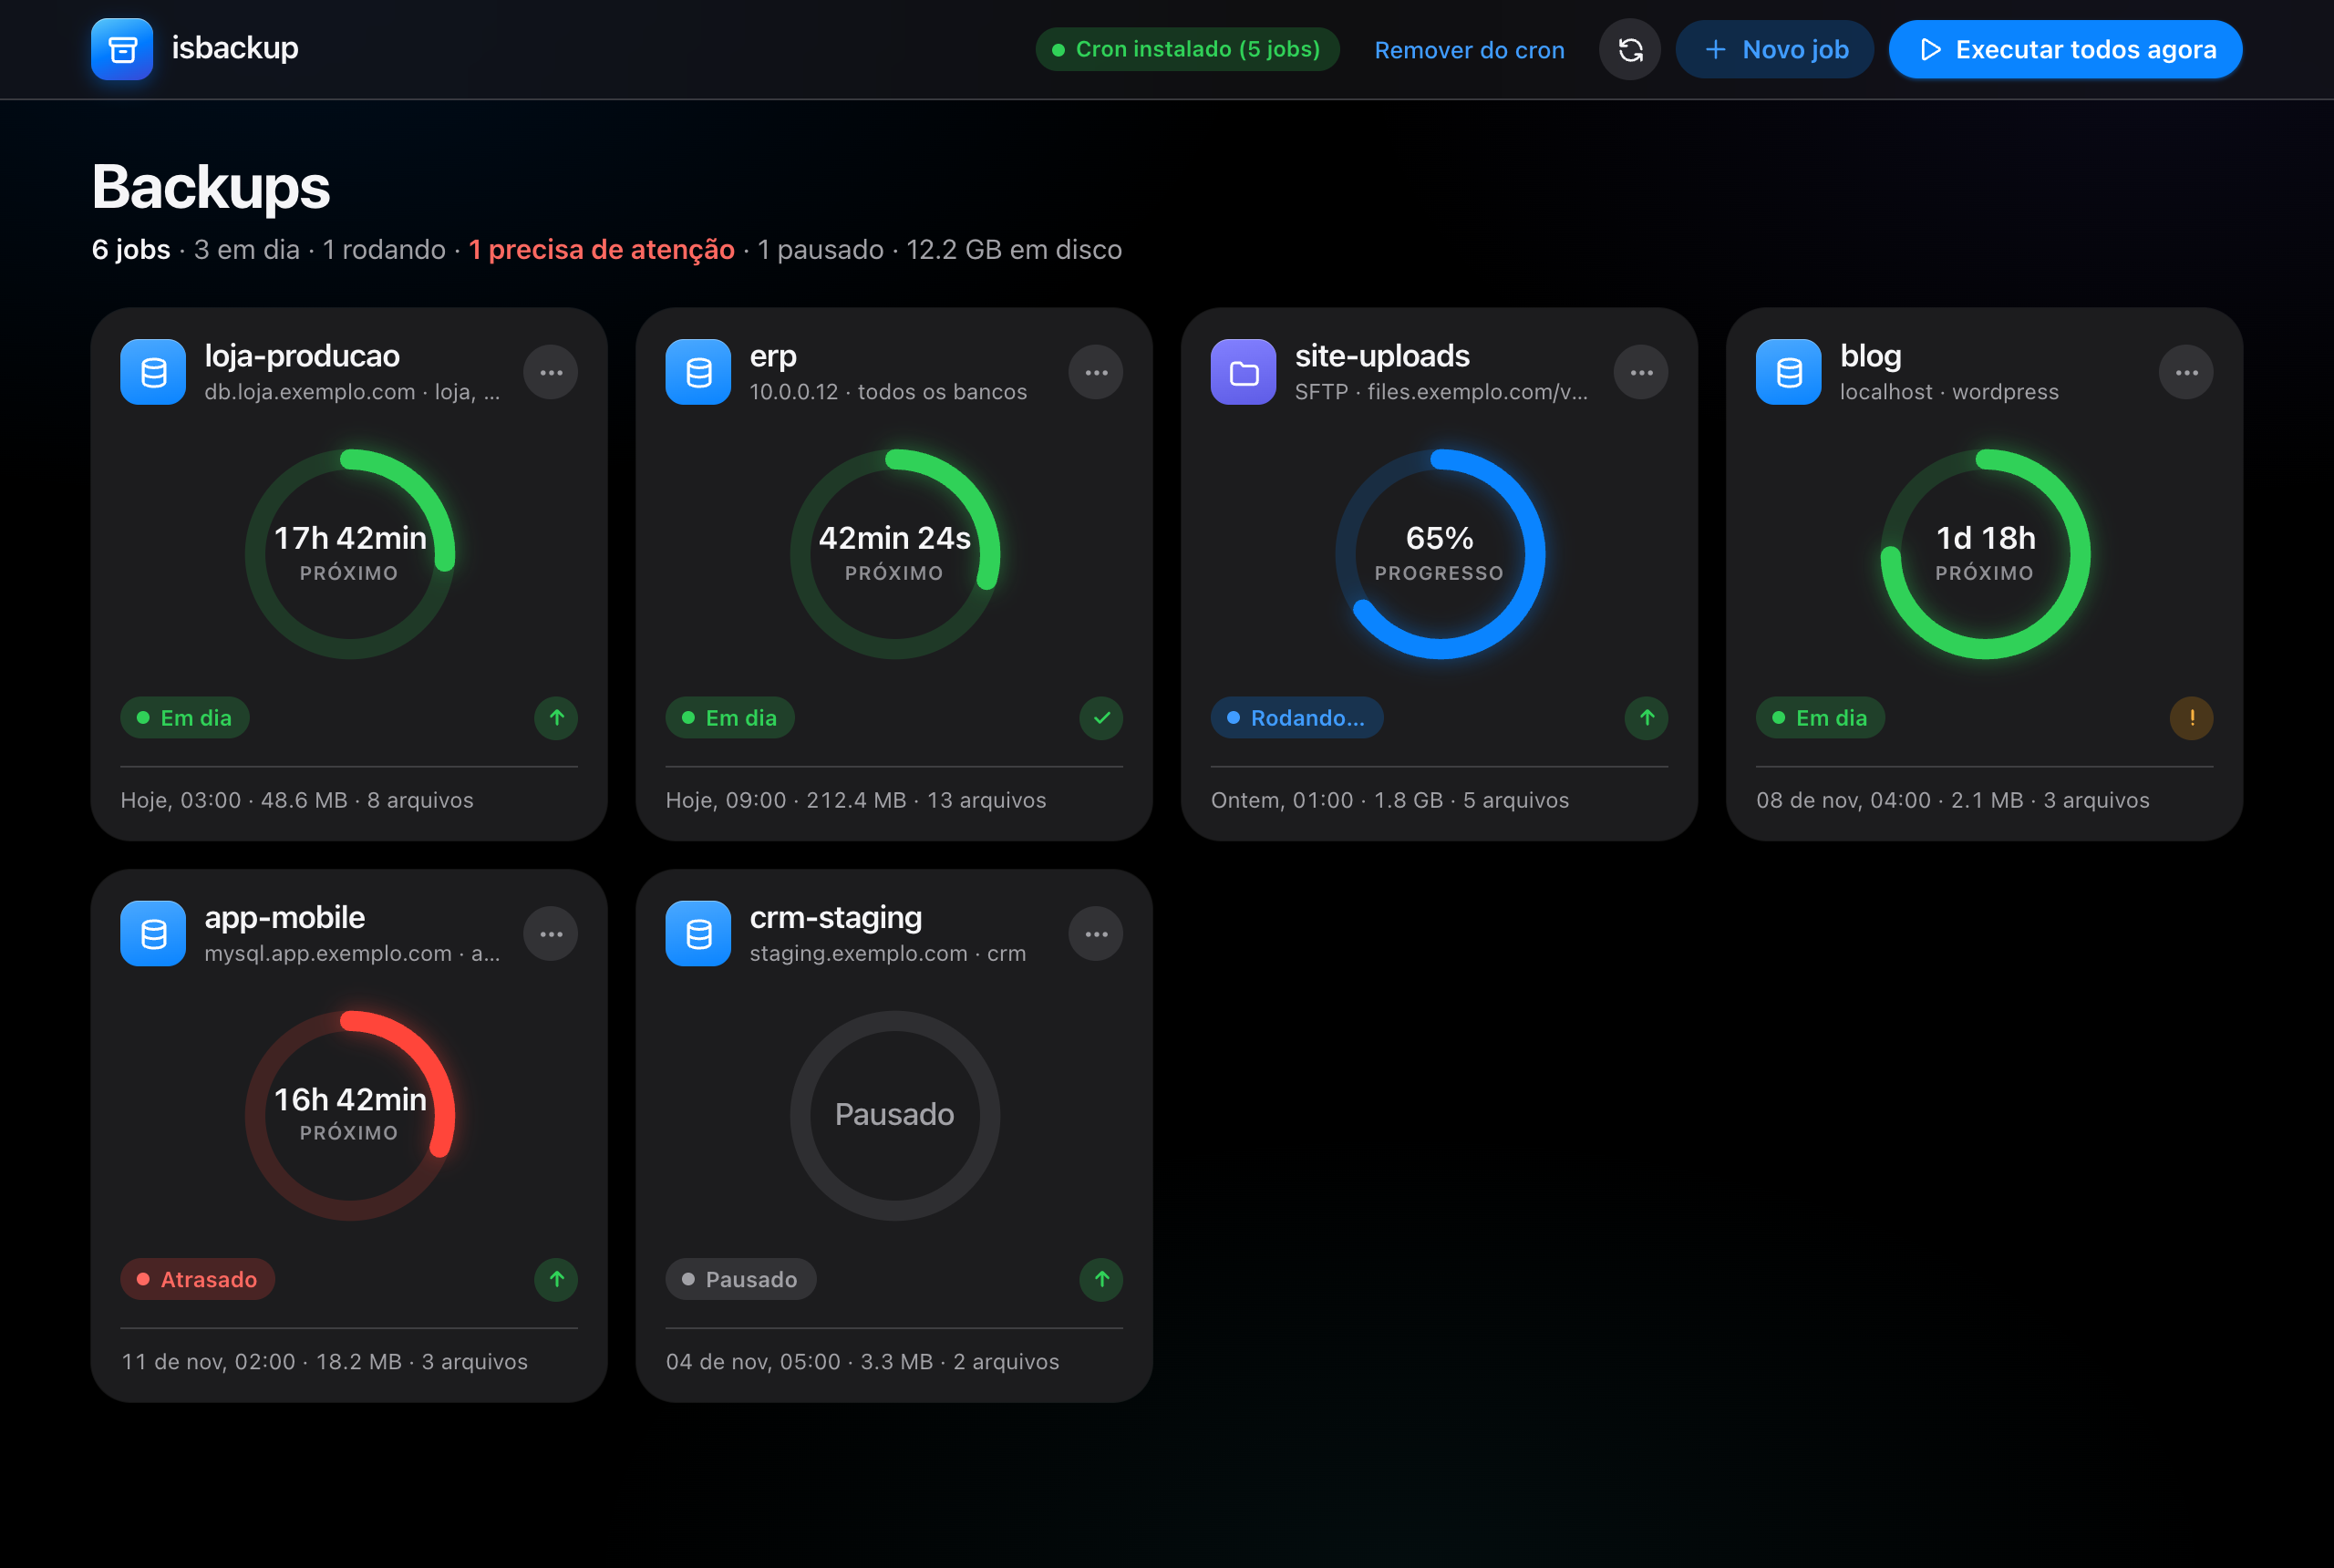 isbackup
Cron instalado (5 jobs)
Remover do cron
Novo job
Executar todos agora
Backups
6 jobs · 3 em dia · 1 rodando · 1 precisa de atenção · 1 pausado · 12.2 GB em disco
loja-producao
db.loja.exemplo.com · loja, ...
17h 42min
PRÓXIMO
Em dia
Hoje, 03:00 · 48.6 MB · 8 arquivos
erp
10.0.0.12 · todos os bancos
42min 24s
PRÓXIMO
Em dia
Hoje, 09:00 · 212.4 MB · 13 arquivos
site-uploads
SFTP · files.exemplo.com/v...
65%
PROGRESSO
Rodando...
Ontem, 01:00 · 1.8 GB · 5 arquivos
blog
localhost · wordpress
1d 18h
PRÓXIMO
Em dia
08 de nov, 04:00 · 2.1 MB · 3 arquivos
app-mobile
mysql.app.exemplo.com · a...
16h 42min
PRÓXIMO
Atrasado
11 de nov, 02:00 · 18.2 MB · 3 arquivos
crm-staging
staging.exemplo.com · crm
Pausado
Pausado
04 de nov, 05:00 · 3.3 MB · 2 arquivos